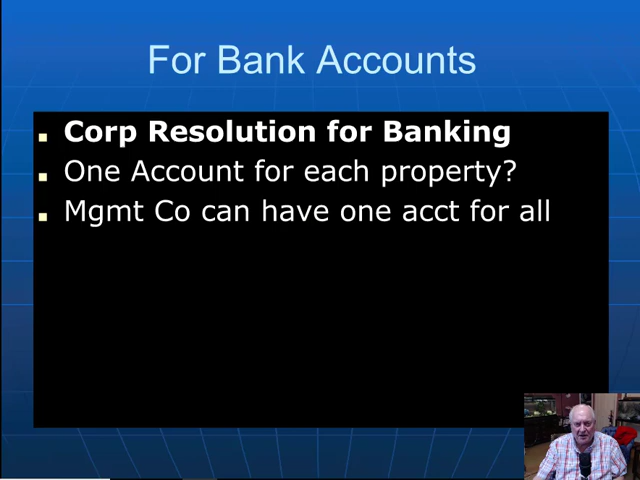 For Bank Accounts
Corp Resolution for Banking
One Account for each property?
Mgmt Co can have one acct for all